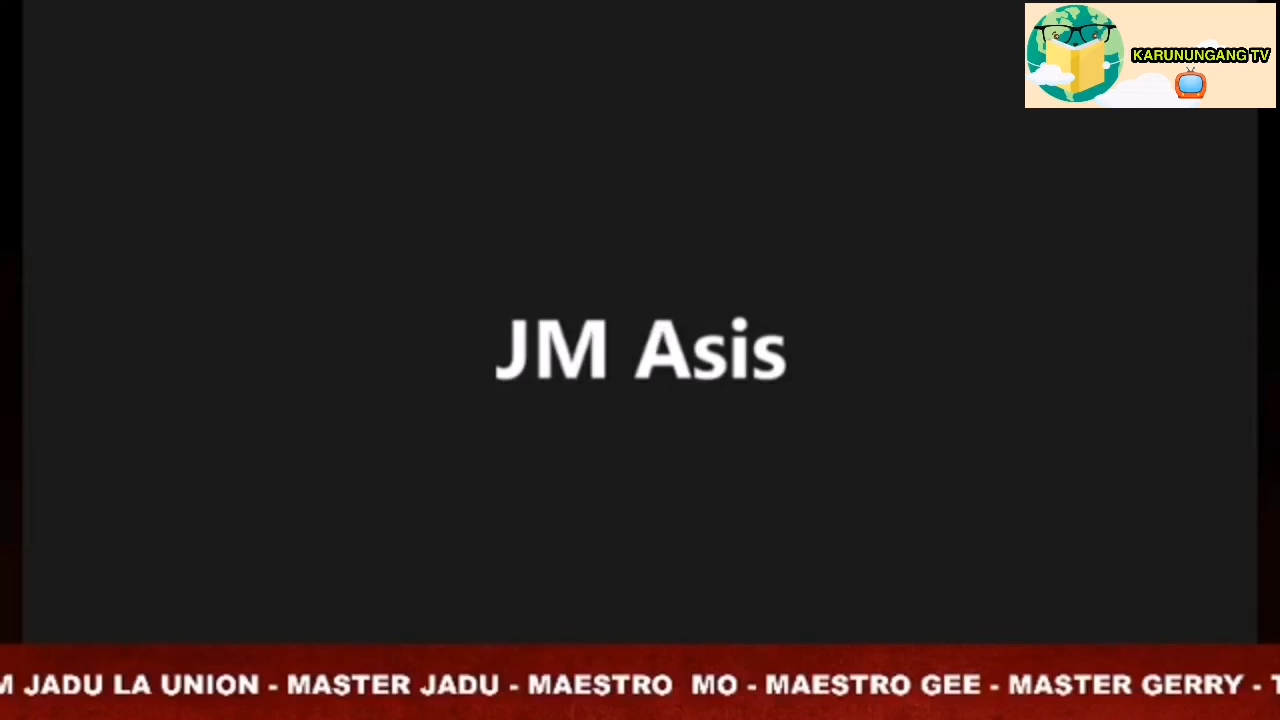 KARUNUNGANG TV
JM Asis
JADU LA UNION - MASTER JADU - MAESTRO MO - MAESTRO GEE - MASTER GERRY -